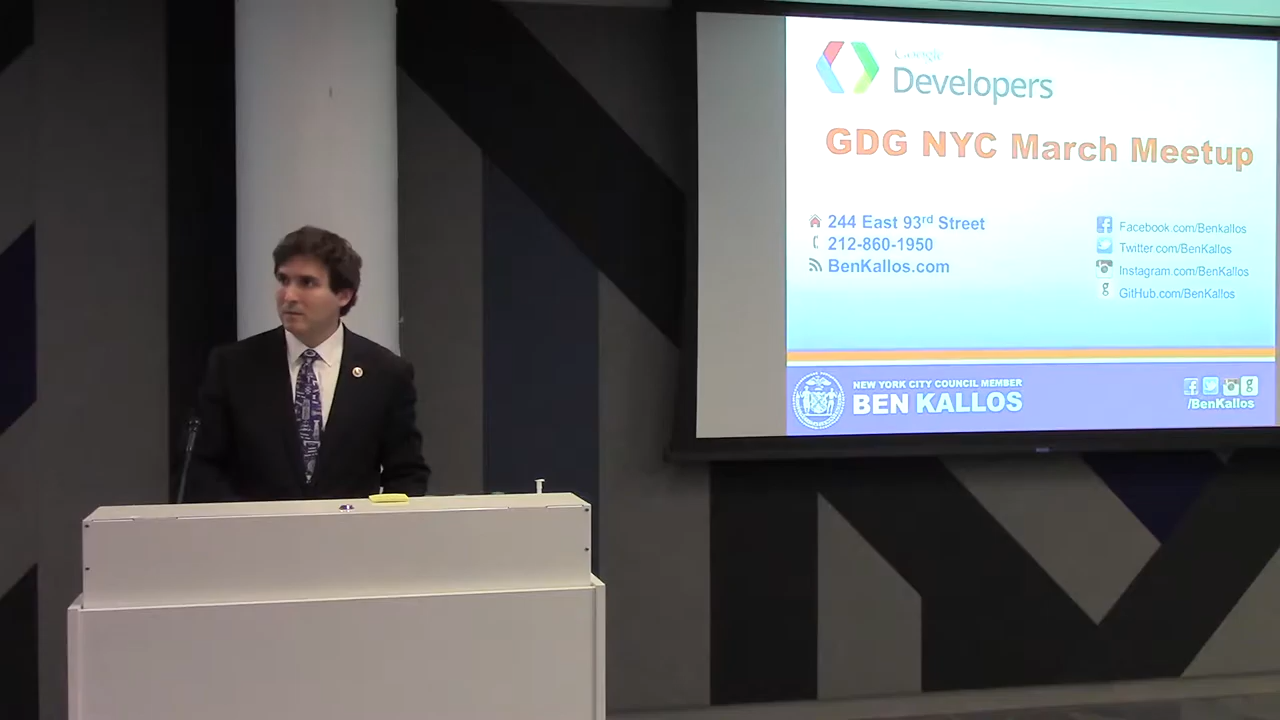 Google
Developers
GDG NYC March Meetup
244 East 93rd Street
212-860-1950
BenKallos.com
Facebook.com/Benkallos
Twitter.com/BenKallos
Instagram.com/BenKallos
GitHub.com/BenKallos
NEW YORK CITY COUNCIL MEMBER
BEN KALLOS
/BenKallos